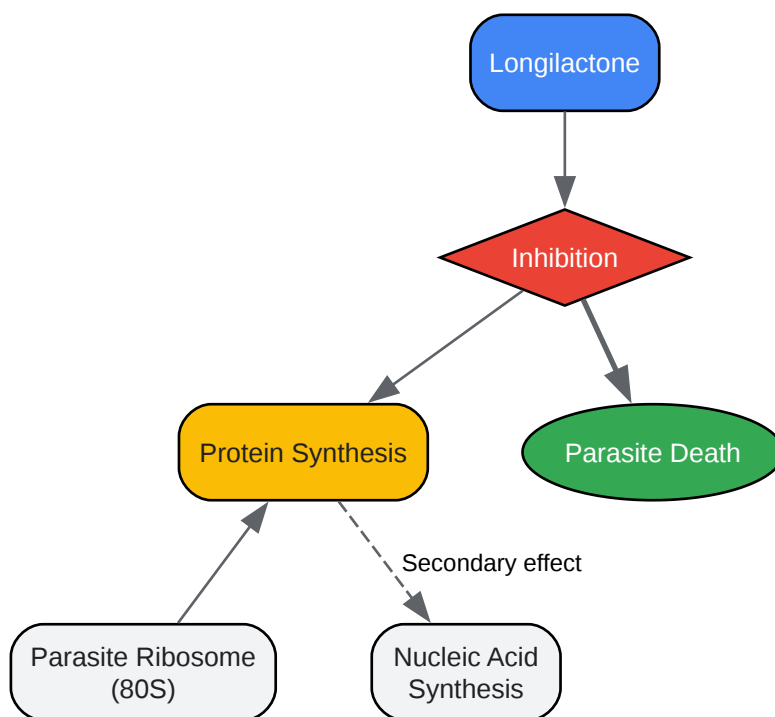 Longilactone
Inhibition
Protein Synthesis
Parasite Death
Secondary effect
Parasite Ribosome
(80S)
Nucleic Acid
Synthesis